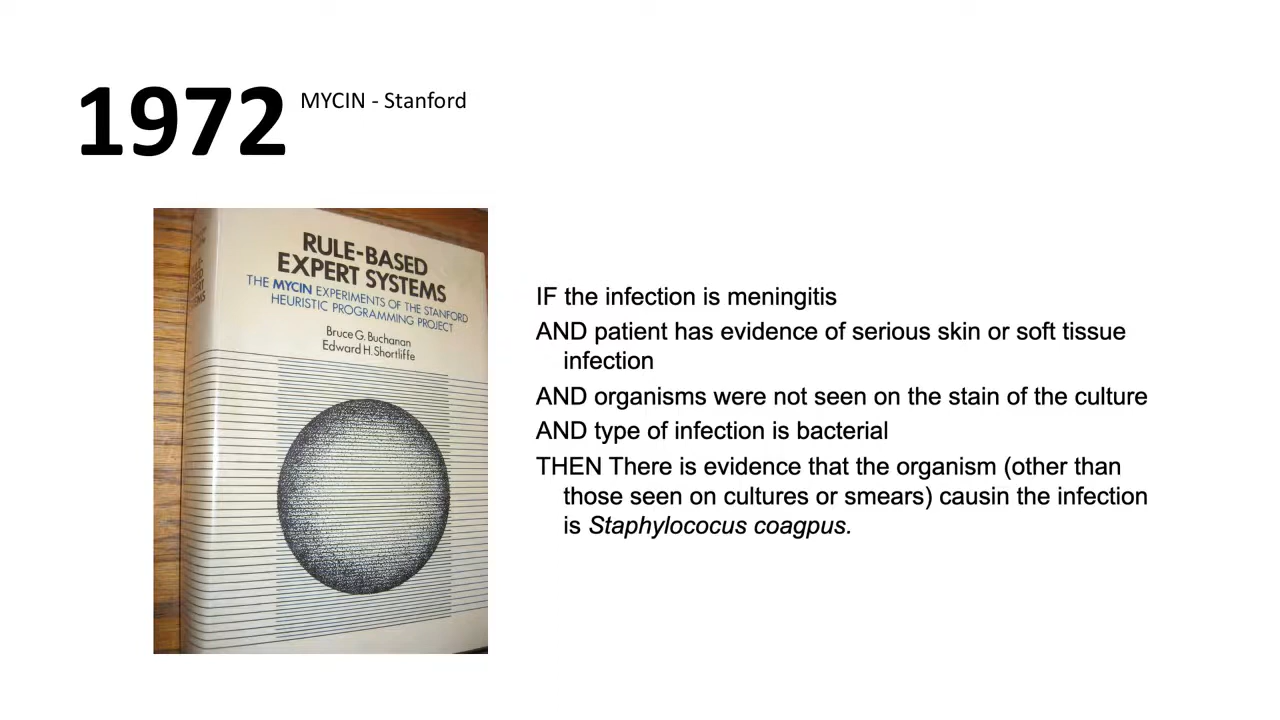 1972
MYCIN - Stanford
RULE-BASED
EXPERT SYSTEMS
THE MYCIN EXPERIMENTS OF THE STANFORD
HEURISTIC PROGRAMMING PROJECT
Bruce G. Buchanan
Edward H. Shortliffe
IF the infection is meningitis
AND patient has evidence of serious skin or soft tissue
infection
AND organisms were not seen on the stain of the culture
AND type of infection is bacterial
THEN There is evidence that the organism (other than
those seen on cultures or smears) causin the infection
is Staphylococus coagpus.